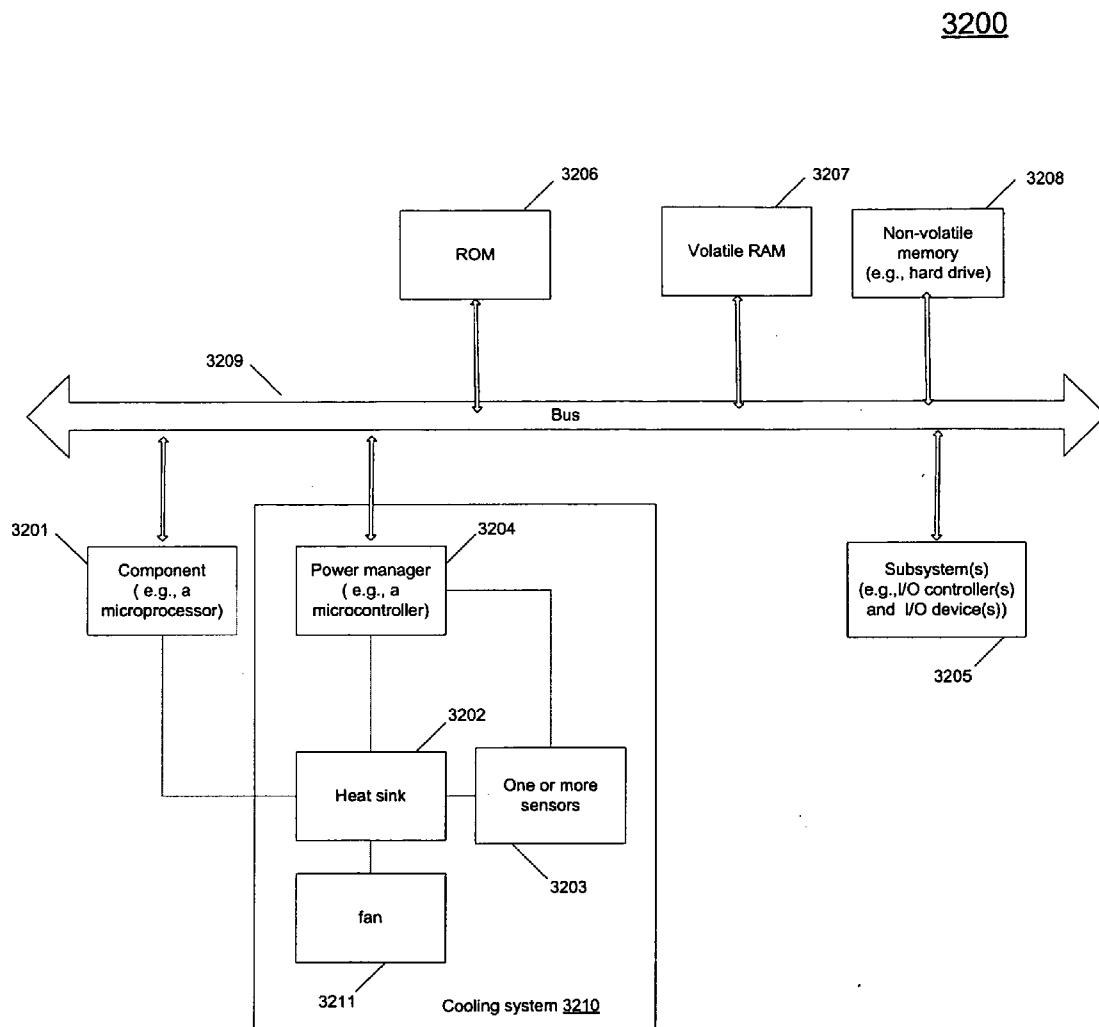 3200
3206
3207
3208
ROM
Volatile RAM
Non-volatile
memory
(e.g., hard drive)
3209
Bus
3201
3204
Component
( e.g., a
microprocessor)
Power manager
( e.g., a
microcontroller)
Subsystem(s)
(e.g.,I/O controller(s)
and I/O device(s))
3205
3202
Heat sink
One or more
sensors
3203
fan
3211
Cooling system 3210